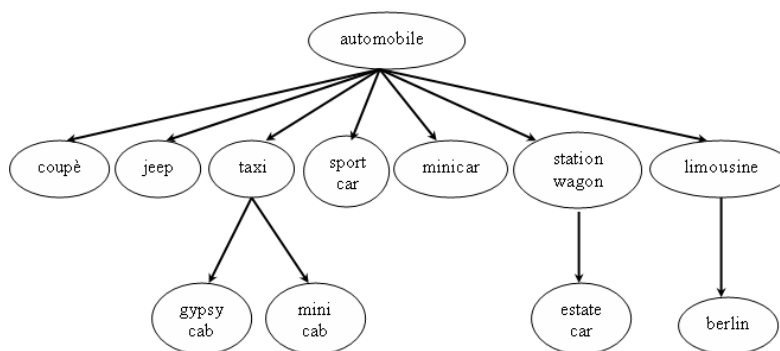 automobile
coupè
jeep
taxi
sport
car
minicar
station
wagon
limousine
gypsy
cab
mini
cab
estate
car
berlin